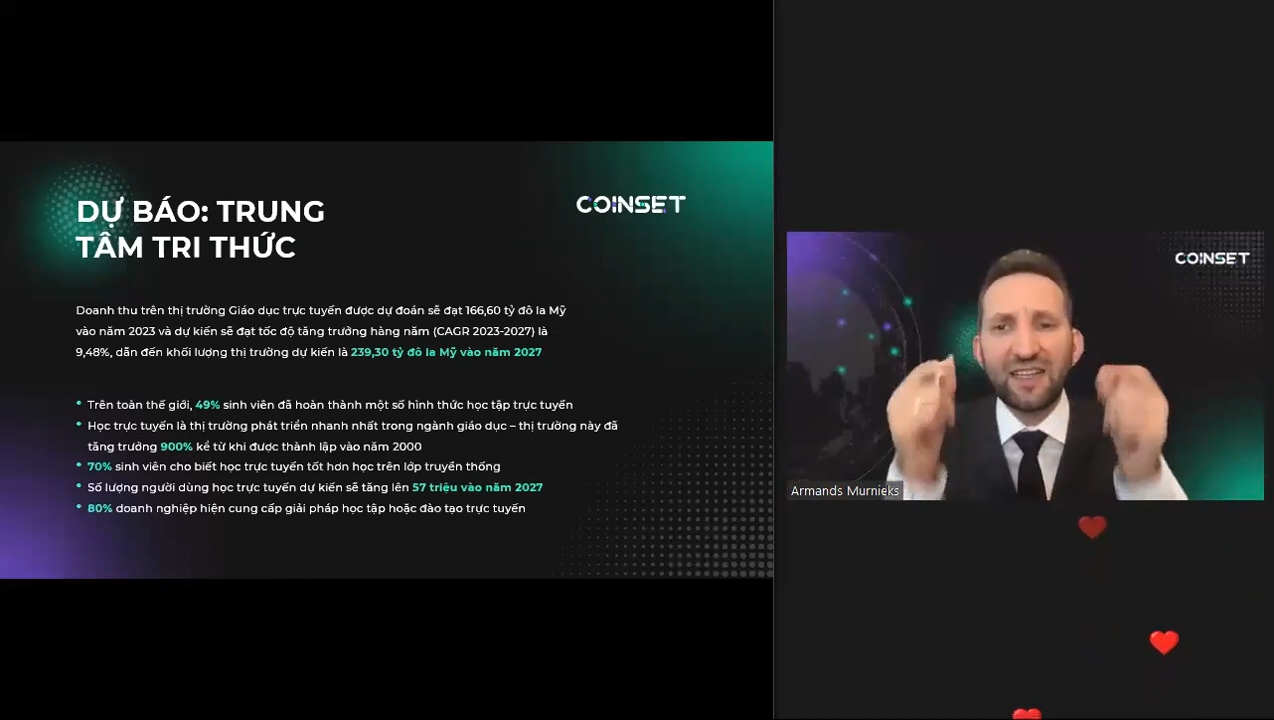 DỰ BÁO: TRUNG
TÂM TRI THỨC
COINSET
Doanh thu trên thị trường Giáo dục trực tuyến được dự đoán sẽ đạt 166,60 tỷ đô la Mỹ
vào năm 2023 và dự kiến sẽ đạt tốc độ tăng trưởng hàng năm (CAGR 2023-2027) là
9,48%, dẫn đến khối lượng thị trường dự kiến là 239,30 tỷ đô la Mỹ vào năm 2027
• Trên toàn thế giới, 49% sinh viên đã hoàn thành một số hình thức học tập trực tuyến
• Học trực tuyến là thị trường phát triển nhanh nhất trong ngành giáo dục – thị trường này đã
tăng trưởng 900% kể từ khi được thành lập vào năm 2000
• 70% sinh viên cho biết học trực tuyến tốt hơn học trên lớp truyền thống
• Số lượng người dùng học trực tuyến dự kiến sẽ tăng lên 57 triệu vào năm 2027
• 80% doanh nghiệp hiện cung cấp giải pháp học tập hoặc đào tạo trực tuyến
COINSET
Armands Murnieks